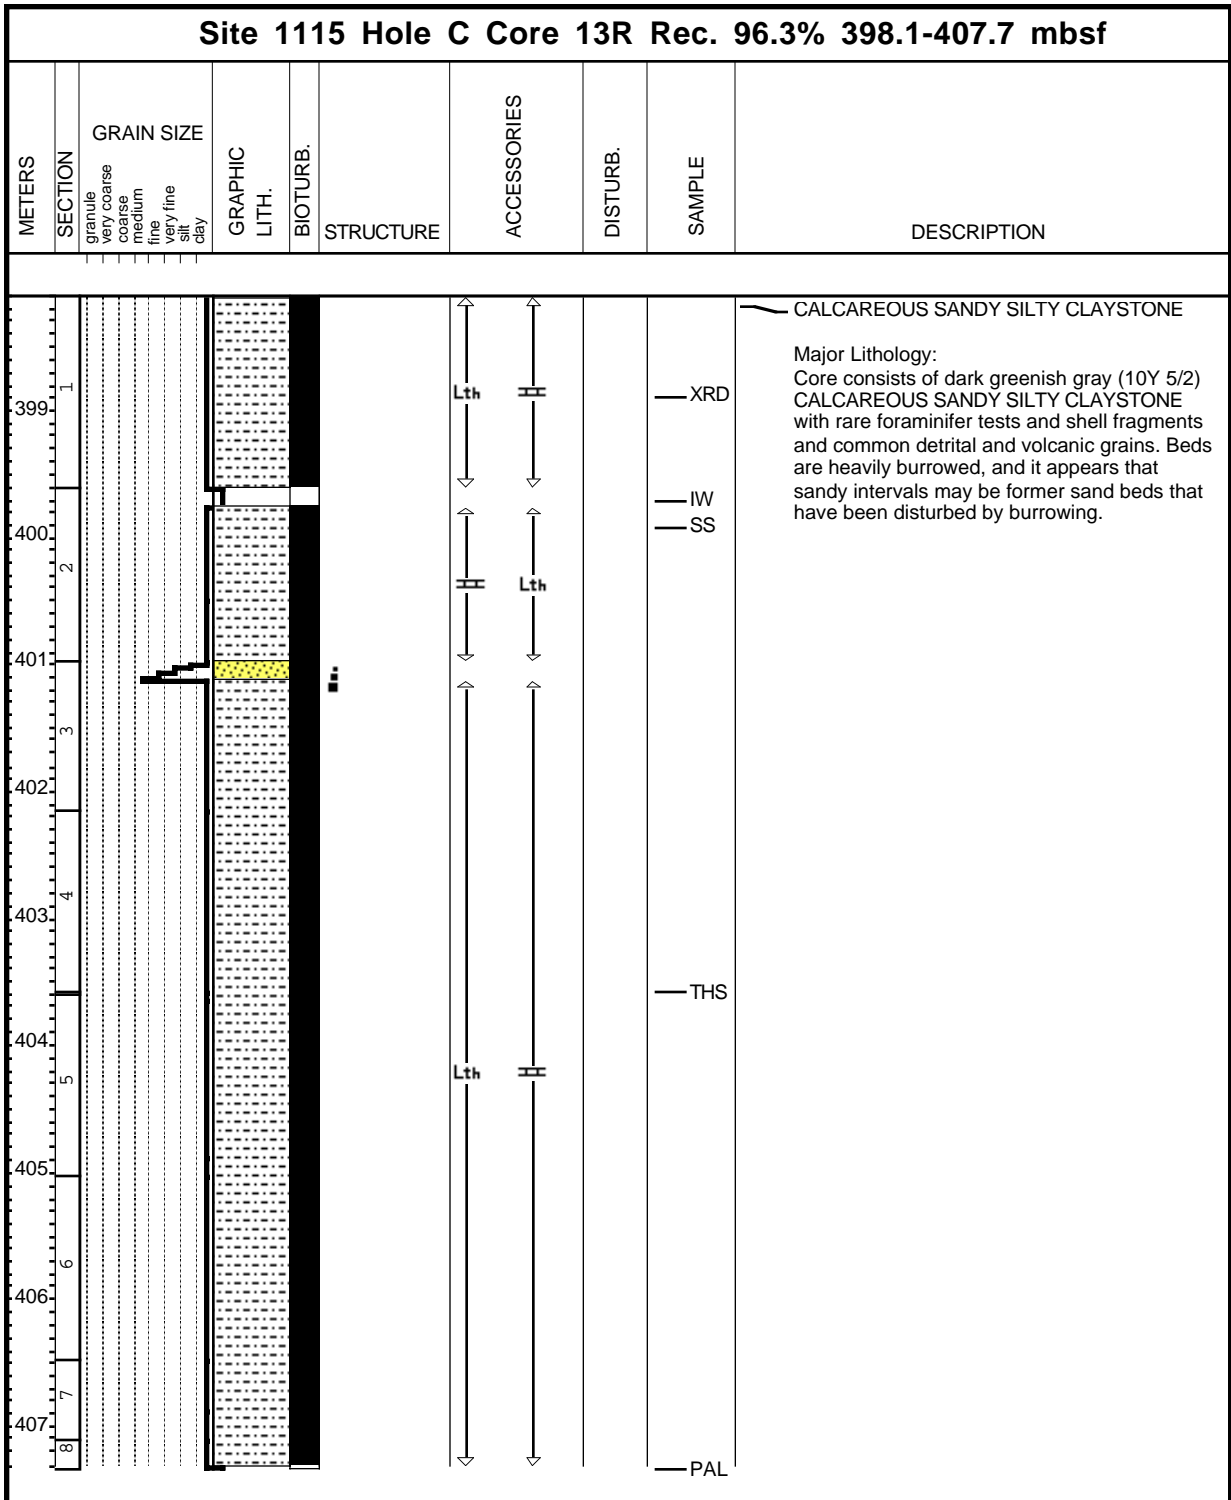 Site 1115 Hole C Core 13R Rec. 96.3% 398.1-407.7 mbsf
METERS
SECTION
GRAIN SIZE
granule
very coarse
coarse
medium
fine
very fine
silt
clay
GRAPHIC
LITH.
BIOTURB.
STRUCTURE
ACCESSORIES
DISTURB.
SAMPLE
DESCRIPTION
CALCAREOUS SANDY SILTY CLAYSTONE
Major Lithology:
Core consists of dark greenish gray (10Y 5/2)
CALCAREOUS SANDY SILTY CLAYSTONE
with rare foraminifer tests and shell fragments
and common detrital and volcanic grains. Beds
are heavily burrowed, and it appears that
sandy intervals may be former sand beds that
have been disturbed by burrowing.
1
Lth
XRD
399
IW
SS
400
2
Lth
401
3
402
4
403
THS
404
5
Lth
405
6
406
7
407
8
PAL